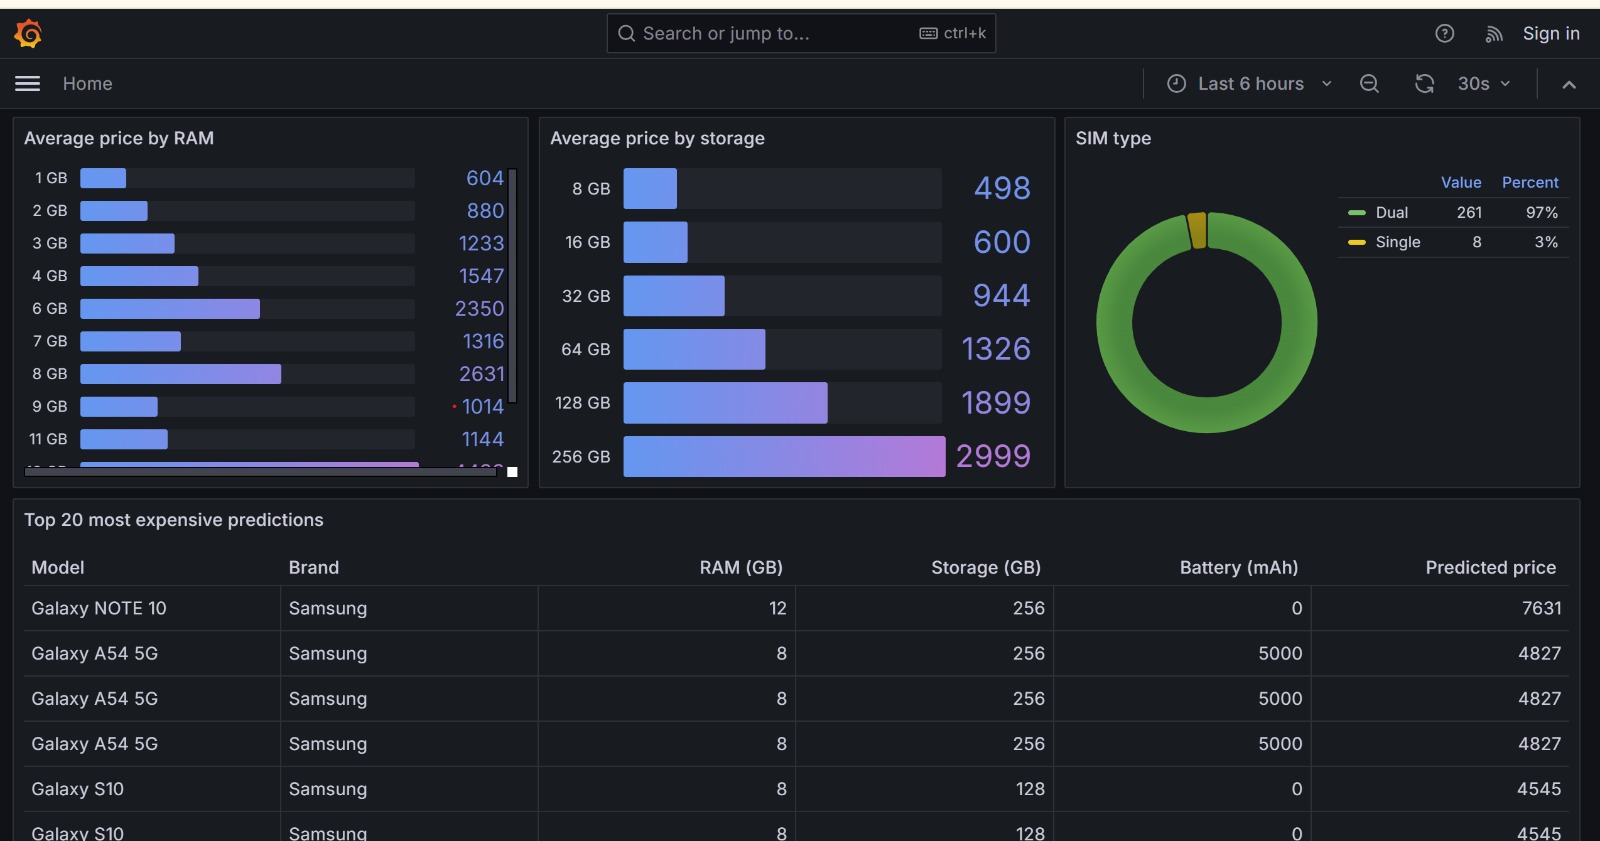 Search or jump to... ctrl+k Sign in
Home Last 6 hours 30s
Average price by RAM
1 GB 604
2 GB 880
3 GB 1233
4 GB 1547
6 GB 2350
7 GB 1316
8 GB 2631
9 GB 1014
11 GB 1144
Average price by storage
8 GB 498
16 GB 600
32 GB 944
64 GB 1326
128 GB 1899
256 GB 2999
SIM type
Value Percent
Dual 261 97%
Single 8 3%
Top 20 most expensive predictions
Model Brand RAM (GB) Storage (GB) Battery (mAh) Predicted price
Galaxy NOTE 10 Samsung 12 256 0 7631
Galaxy A54 5G Samsung 8 256 5000 4827
Galaxy A54 5G Samsung 8 256 5000 4827
Galaxy A54 5G Samsung 8 256 5000 4827
Galaxy S10 Samsung 8 128 0 4545
Galaxy S10 Samsung 8 128 0 4545